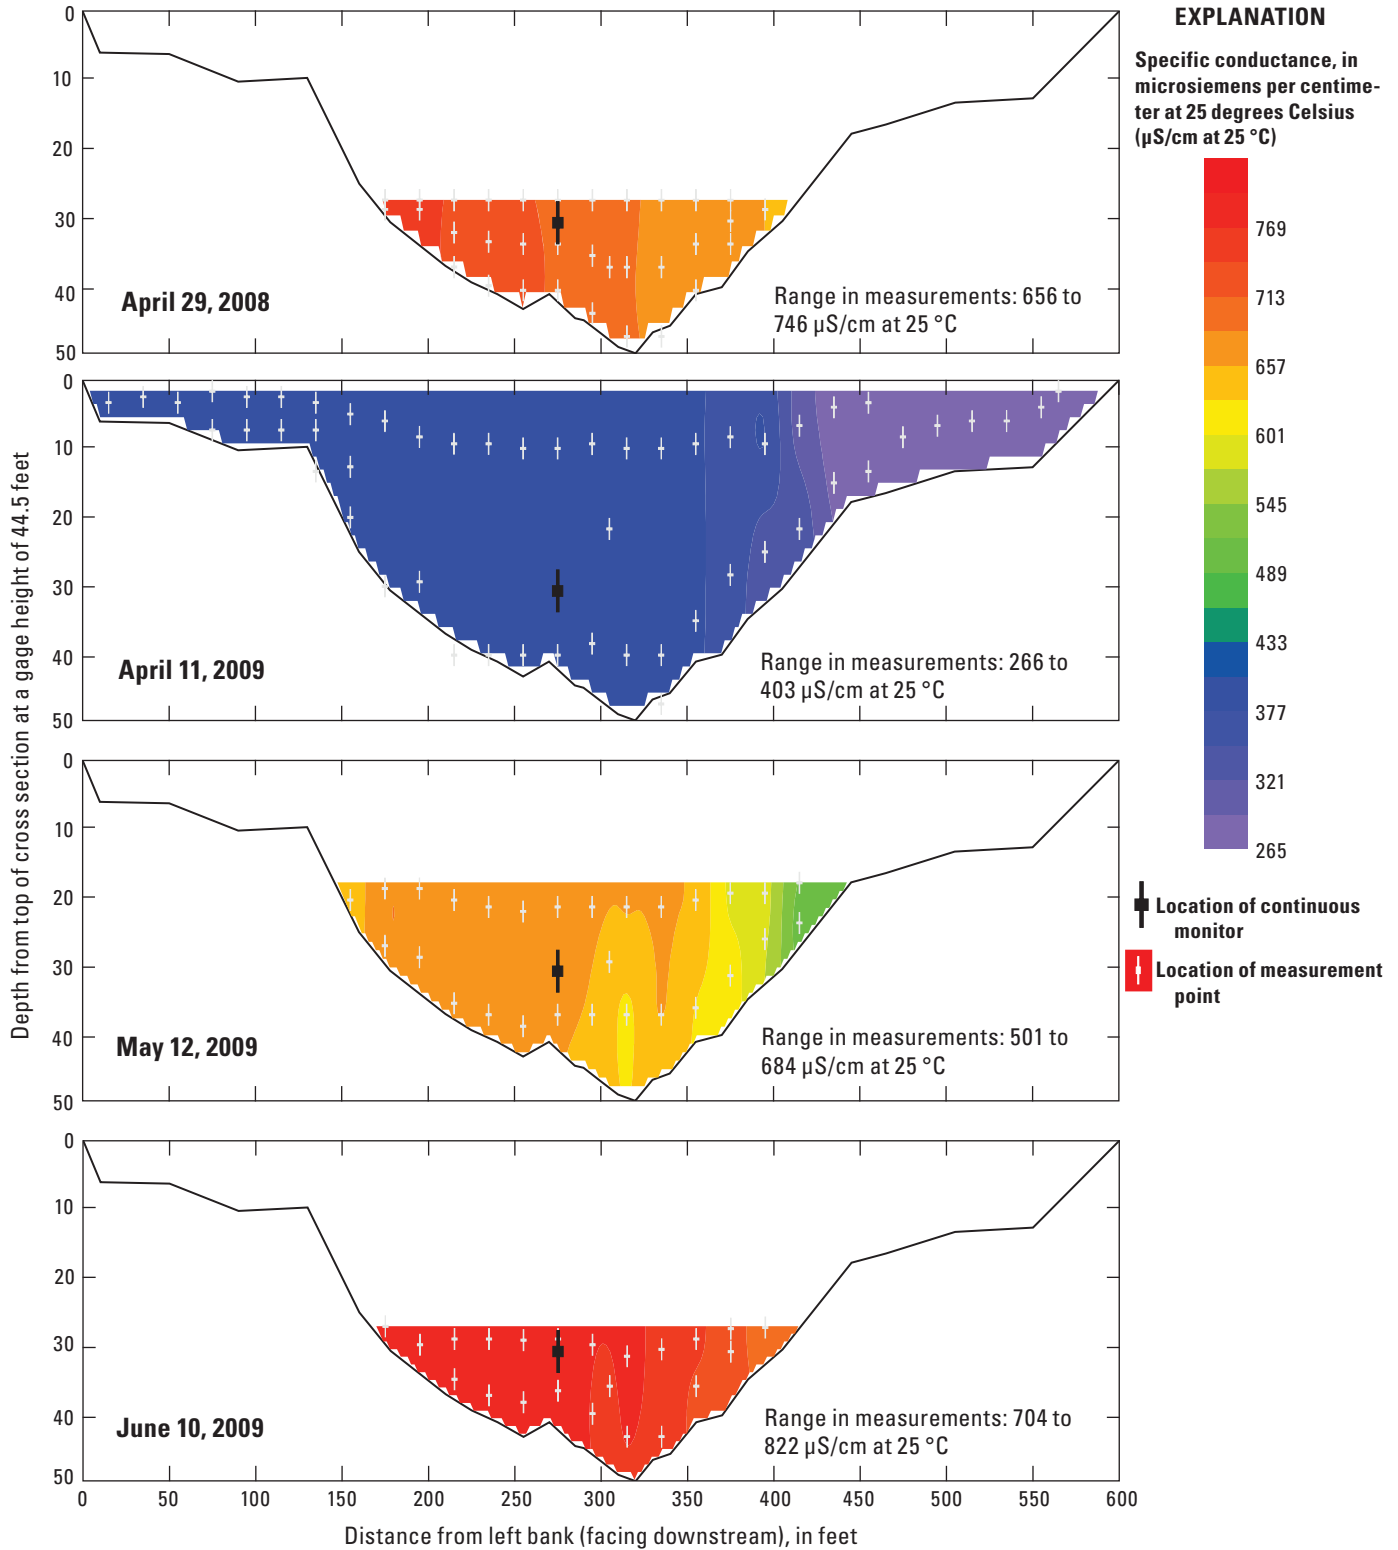 EXPLANATION
Specific conductance, in
microsiemens per centime-
ter at 25 degrees Celsius
(µS/cm at 25 °C)
769
713
657
601
545
489
433
377
321
265
Location of continuous
monitor
Location of measurement
point
Depth from top of cross section at a gage height of 44.5 feet
0
10
20
30
40
50
April 29, 2008
Range in measurements: 656 to
746 µS/cm at 25 °C
0
10
20
30
40
50
April 11, 2009
Range in measurements: 266 to
403 µS/cm at 25 °C
0
10
20
30
40
50
May 12, 2009
Range in measurements: 501 to
684 µS/cm at 25 °C
0
10
20
30
40
50
June 10, 2009
Range in measurements: 704 to
822 µS/cm at 25 °C
0 50 100 150 200 250 300 350 400 450 500 550 600
Distance from left bank (facing downstream), in feet